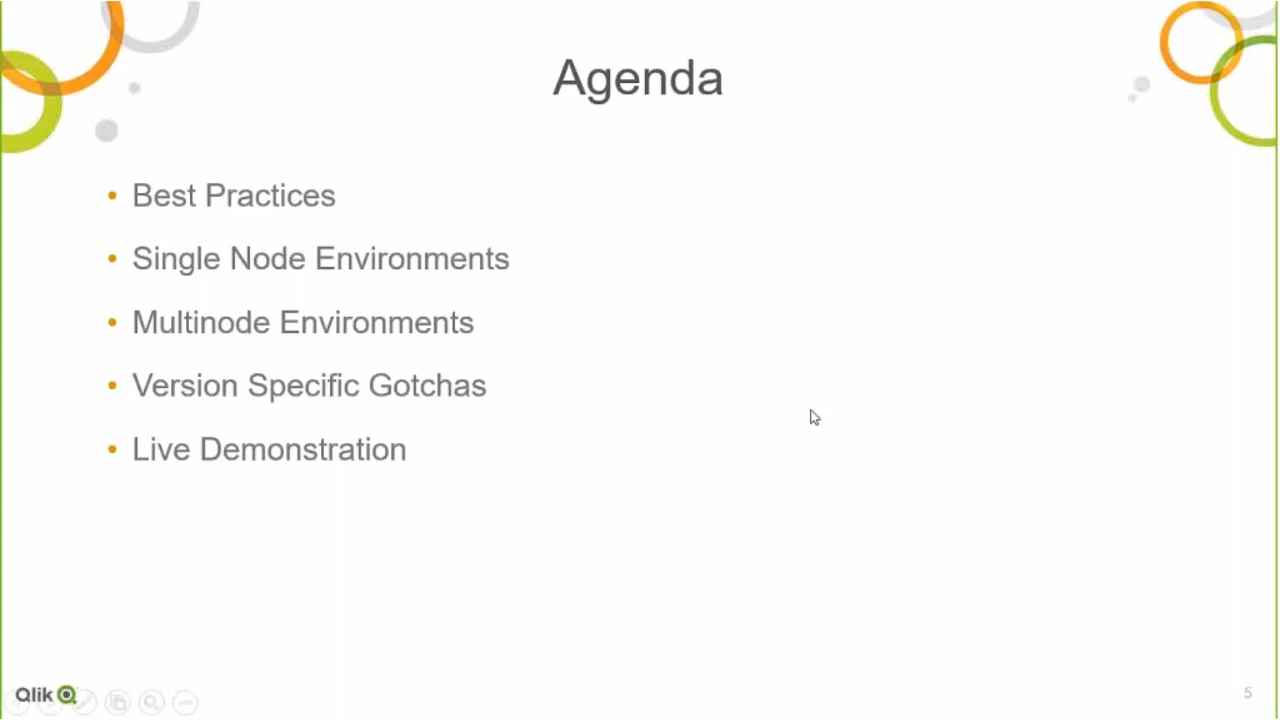 Agenda
• Best Practices
• Single Node Environments
• Multinode Environments
• Version Specific Gotchas
• Live Demonstration
Qlik
5